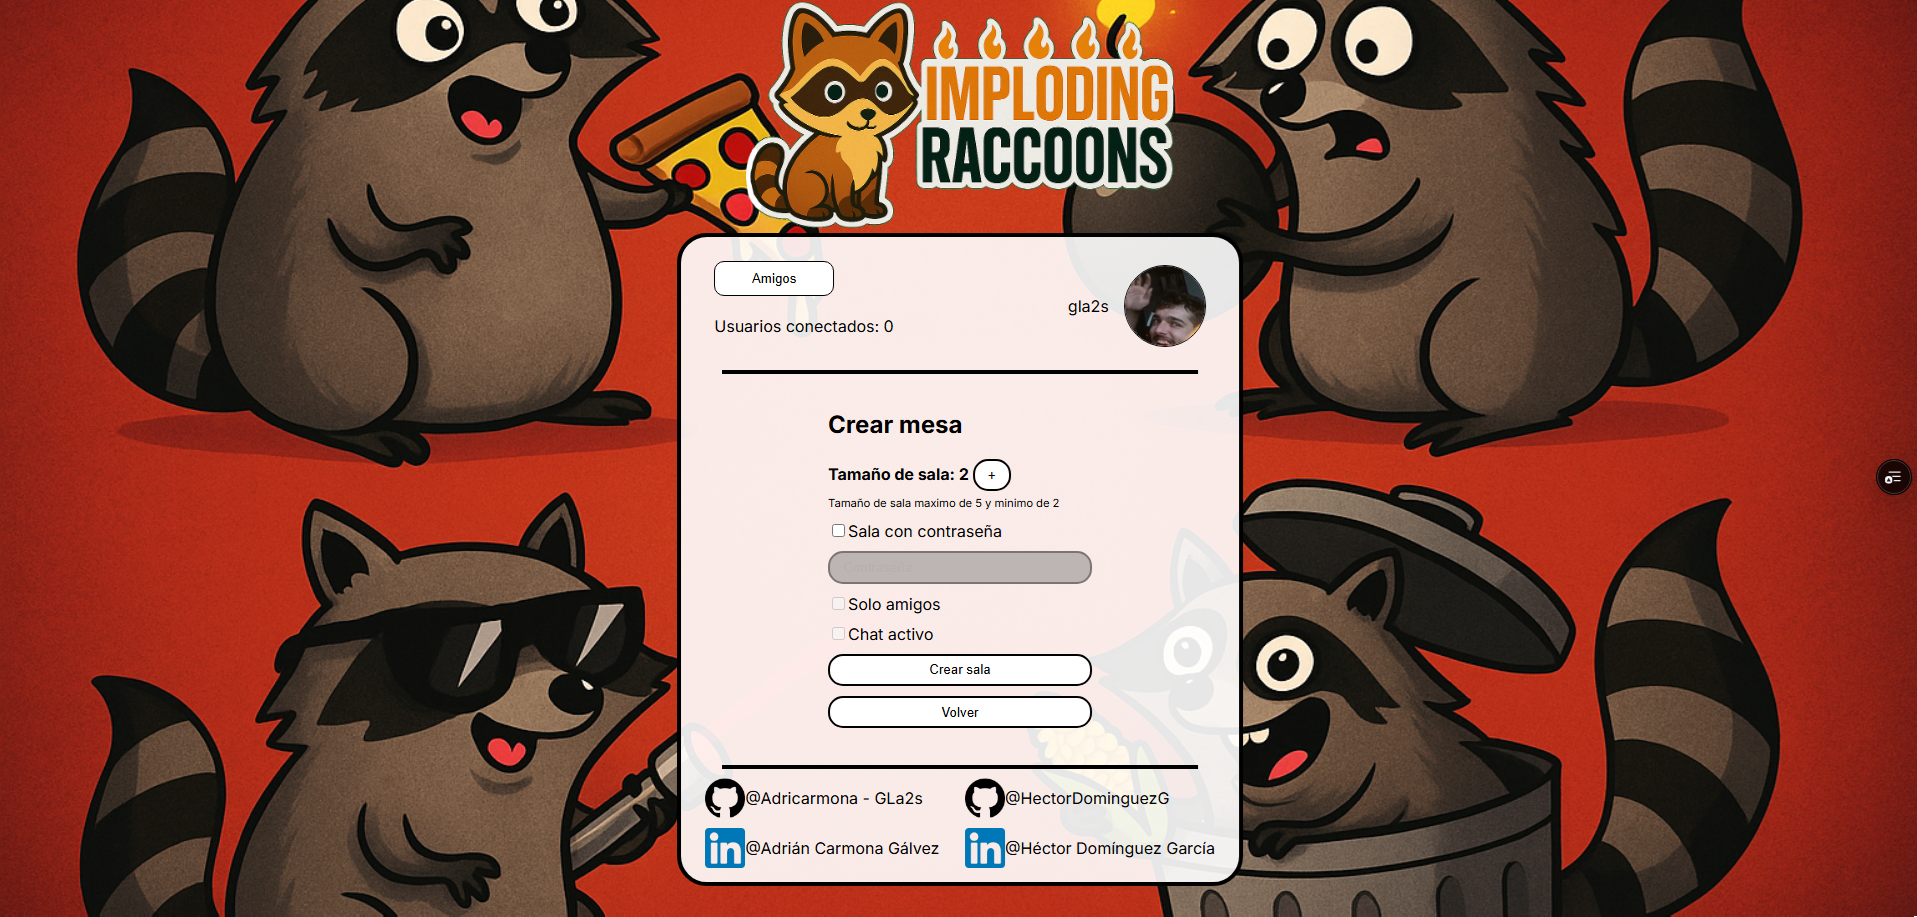 IMPLODING
RACCOONS
Amigos
gla2s
Usuarios conectados: 0
Crear mesa
Tamaño de sala: 2 +
Tamaño de sala maximo de 5 y minimo de 2
Sala con contraseña
Solo amigos
Chat activo
Crear sala
Volver
@Adricarmona - GLa2s
@HectorDominguezG
in @Adrián Carmona Gálvez
in @Héctor Domínguez García